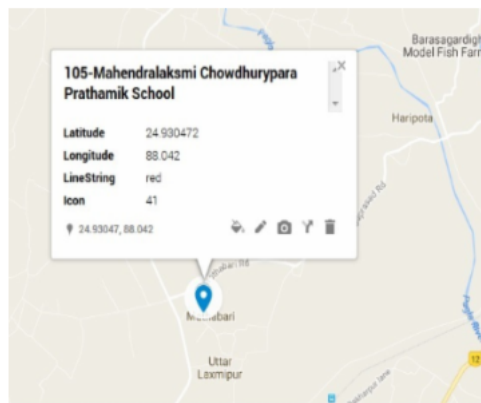 Barasagardigh
Model Fish Farm
105-Mahendralaksmi Chowdhurypara
Prathamik School
Haripota
Latitude 24.930472
Longitude 88.042
LineString red
Icon 41
24.93047, 88.042
Uttar
Laxmipur
12